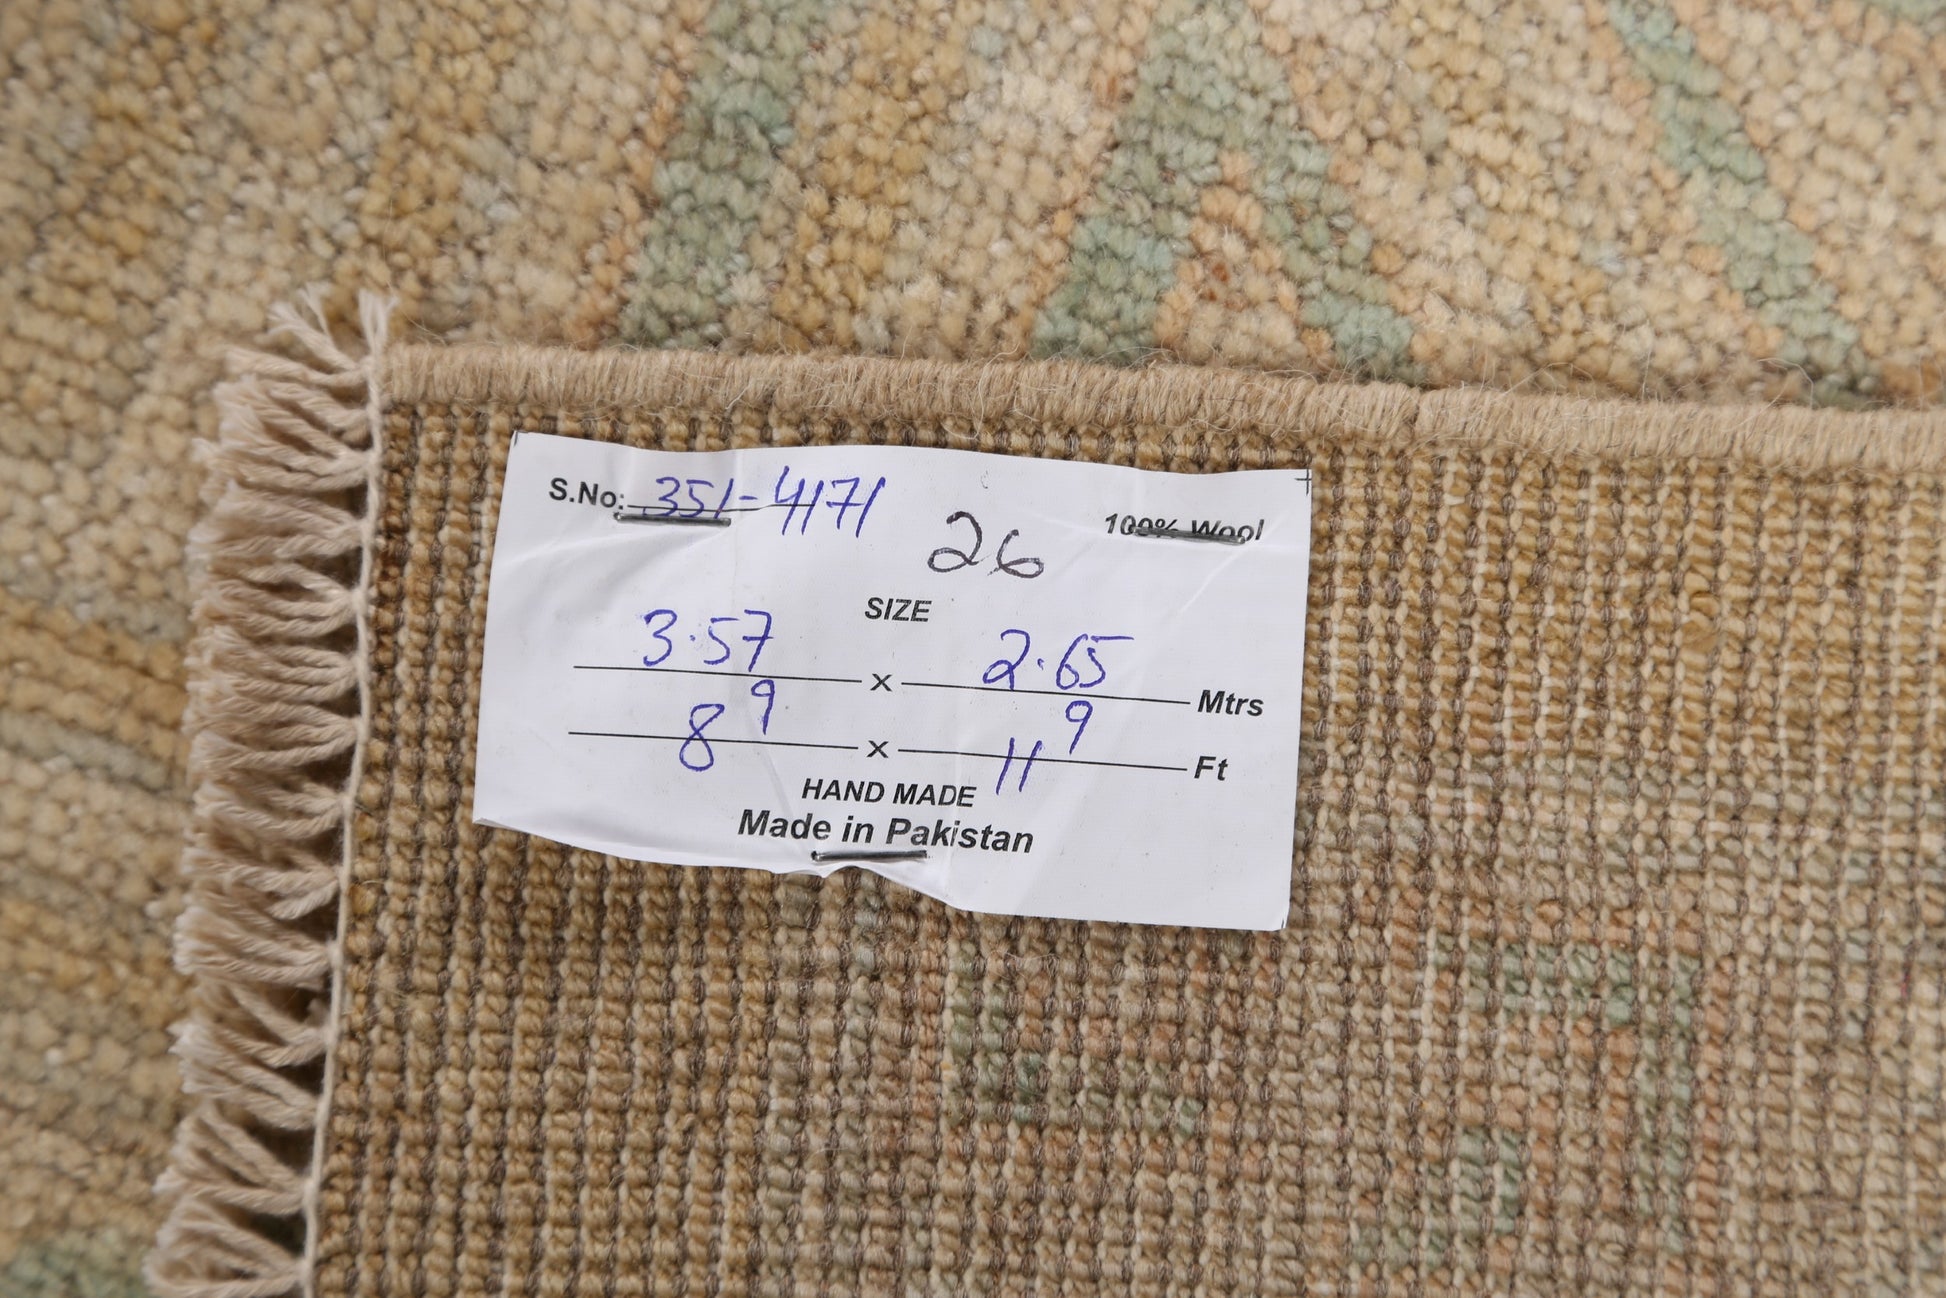 S.No: 351-4171
26
100% Wool
SIZE
3.57 x 2.65 Mtrs
8 9 x 11 9 Ft
HAND MADE
Made in Pakistan